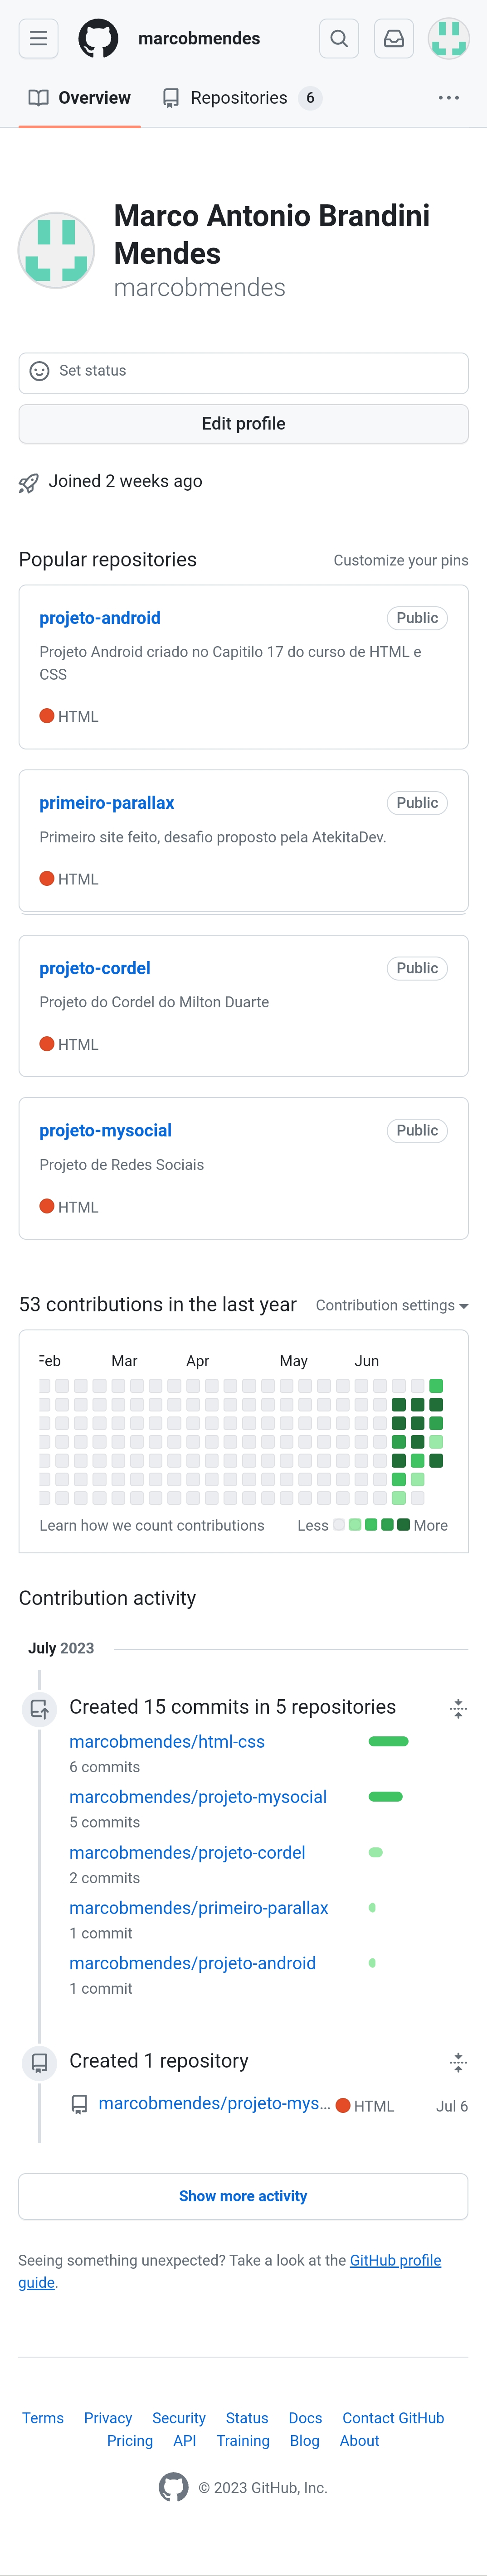 marcobmendes
Overview Repositories 6
Marco Antonio Brandini
Mendes
marcobmendes
Set status
Edit profile
Joined 2 weeks ago
Popular repositories Customize your pins
projeto-android Public
Projeto Android criado no Capitilo 17 do curso de HTML e
CSS
HTML
primeiro-parallax Public
Primeiro site feito, desafio proposto pela AtekitaDev.
HTML
projeto-cordel Public
Projeto do Cordel do Milton Duarte
HTML
projeto-mysocial Public
Projeto de Redes Sociais
HTML
53 contributions in the last year Contribution settings
Feb Mar Apr May Jun
Learn how we count contributions Less More
Contribution activity
July 2023
Created 15 commits in 5 repositories
marcobmendes/html-css
6 commits
marcobmendes/projeto-mysocial
5 commits
marcobmendes/projeto-cordel
2 commits
marcobmendes/primeiro-parallax
1 commit
marcobmendes/projeto-android
1 commit
Created 1 repository
marcobmendes/projeto-mys... HTML Jul 6
Show more activity
Seeing something unexpected? Take a look at the GitHub profile
guide.
Terms Privacy Security Status Docs Contact GitHub
Pricing API Training Blog About
© 2023 GitHub, Inc.